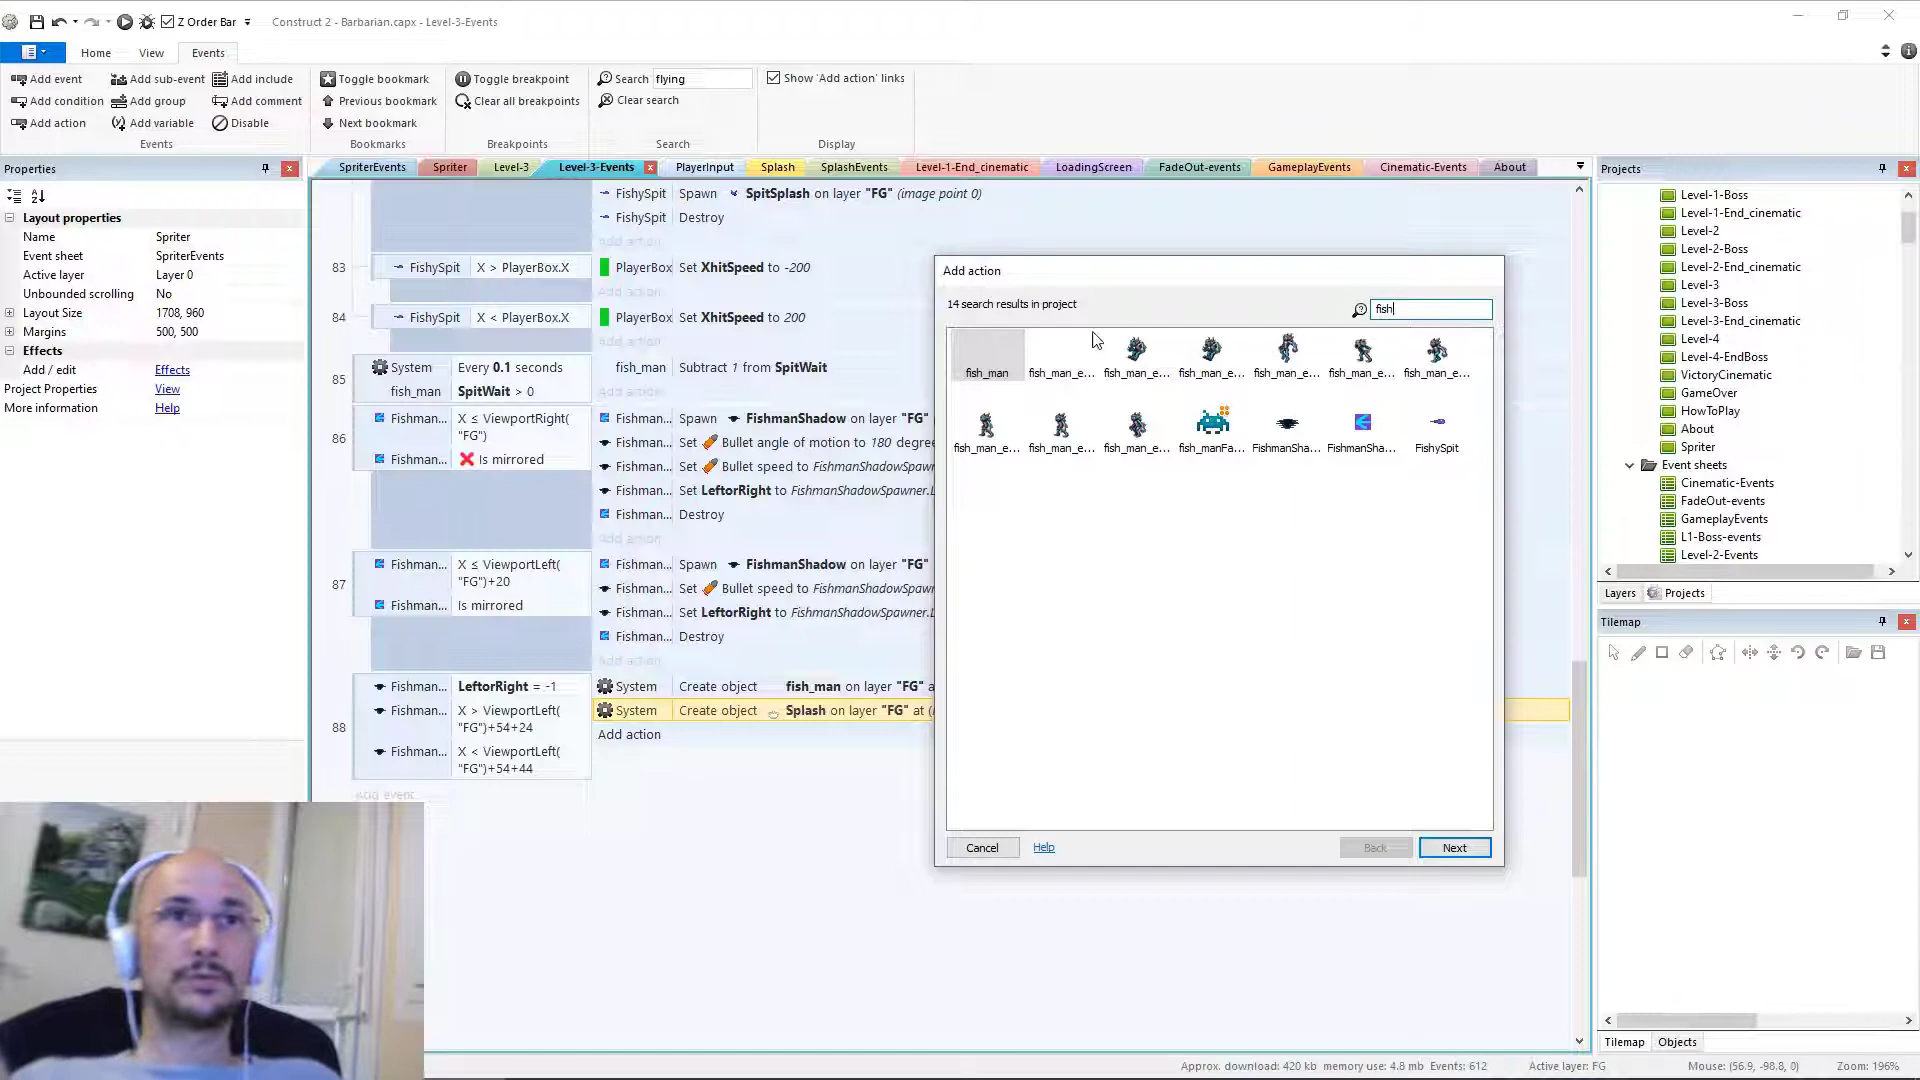 Z Order Bar
Construct 2 - Barbarian.capx - Level-3-Events
Home
View
Events
Add event
Add sub-event
Add include
Add condition
Add group
Add comment
Add action
Add variable
Disable
Events
Toggle bookmark
Previous bookmark
Next bookmark
Bookmarks
Toggle breakpoint
Clear all breakpoints
Breakpoints
Search
flying
Clear search
Search
Show 'Add action' links
Display
Properties
Layout properties
Name
Spriter
Event sheet
SpriterEvents
Active layer
Layer 0
Unbounded scrolling
No
Layout Size
1708, 960
Margins
500, 500
Effects
Add / edit
Effects
Project Properties
View
More information
Help
SpriterEvents
Spriter
Level-3
Level-3-Events
PlayerInput
Splash
SplashEvents
Level-1-End_cinematic
LoadingScreen
FadeOut-events
GameplayEvents
Cinematic-Events
About
FishySpit
Spawn SpitSplash on layer "FG" (image point 0)
FishySpit
Destroy
Add action
83
FishySpit
X > PlayerBox.X
PlayerBox
Set XhitSpeed to -200
Add action
84
FishySpit
X < PlayerBox.X
PlayerBox
Set XhitSpeed to 200
Add action
85
System
Every 0.1 seconds
fish_man
SpitWait > 0
fish_man
Subtract 1 from SpitWait
Add action
86
Fishman...
X ≤ ViewportRight(
"FG")
Fishman...
Is mirrored
Fishman...
Spawn FishmanShadow on layer "FG"
Fishman...
Set Bullet angle of motion to 180 degree
Fishman...
Set Bullet speed to FishmanShadowSpawn
Fishman...
Set LeftorRight to FishmanShadowSpawner.L
Fishman...
Destroy
Add action
87
Fishman...
X ≤ ViewportLeft(
"FG")+20
Fishman...
Is mirrored
Fishman...
Spawn FishmanShadow on layer "FG"
Fishman...
Set Bullet speed to FishmanShadowSpawner.
Fishman...
Set LeftorRight to FishmanShadowSpawner.L
Fishman...
Destroy
Add action
88
Fishman...
LeftorRight = -1
Fishman...
X > ViewportLeft(
"FG")+54+24
Fishman...
X < ViewportLeft(
"FG")+54+44
System
Create object fish_man on layer "FG" a
System
Create object Splash on layer "FG" at (
Add action
Add event
Add action
14 search results in project
fish
fish_man
fish_man_e...
fish_man_e...
fish_man_e...
fish_man_e...
fish_man_e...
fish_man_e...
fish_man_e...
fish_man_e...
fish_man_e...
fish_manFa...
FishmanSha...
FishmanSha...
FishySpit
Cancel
Help
Back
Next
Projects
Level-1-Boss
Level-1-End_cinematic
Level-2
Level-2-Boss
Level-2-End_cinematic
Level-3
Level-3-Boss
Level-3-End_cinematic
Level-4
Level-4-EndBoss
VictoryCinematic
GameOver
HowToPlay
About
Spriter
Event sheets
Cinematic-Events
FadeOut-events
GameplayEvents
L1-Boss-events
Level-2-Events
Layers
Projects
Tilemap
Tilemap
Objects
Approx. download: 420 kb
memory use: 4.8 mb
Events: 612
Active layer: FG
Mouse: (56.9, -98.8, 0)
Zoom: 196%